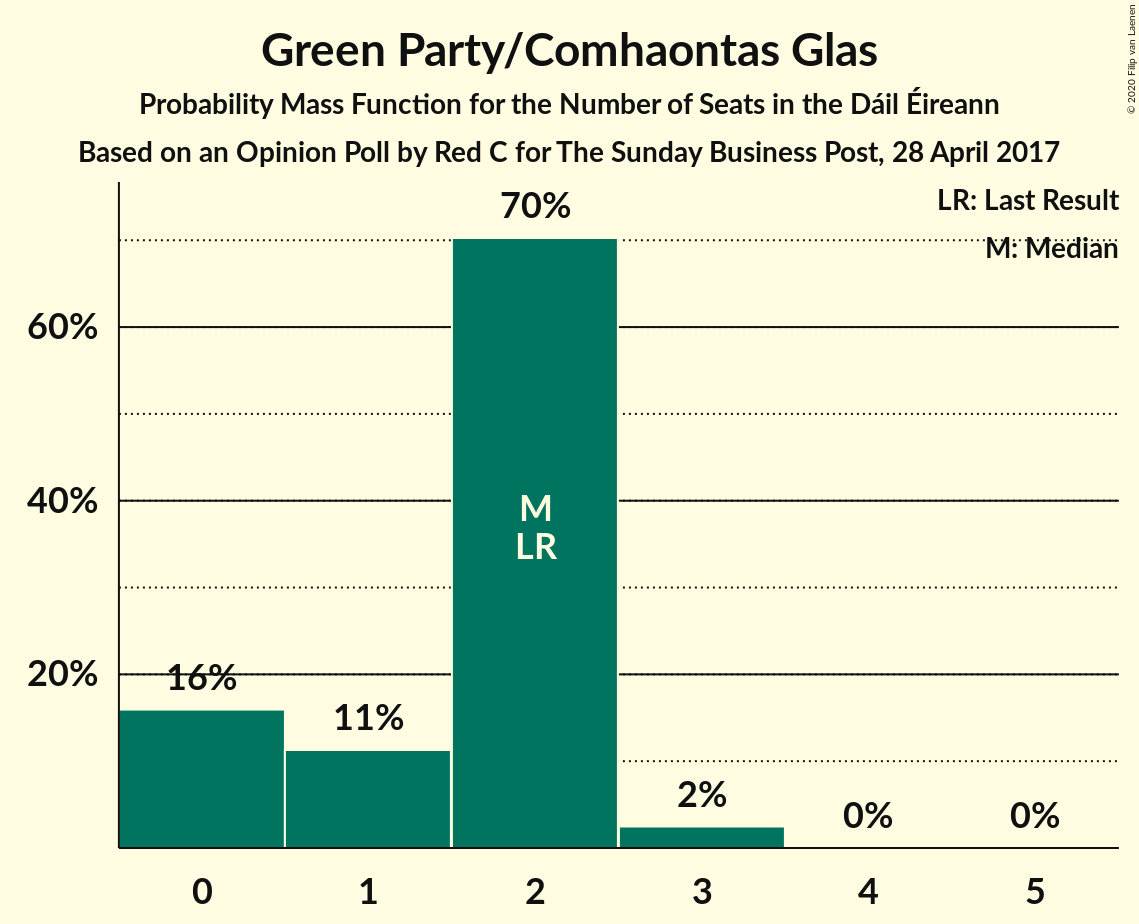 Green Party/Comhaontas Glas
Probability Mass Function for the Number of Seats in the Dáil Éireann
Based on an Opinion Poll by Red C for The Sunday Business Post, 28 April 2017
© 2020 Filip van Laenen
LR: Last Result
M: Median
70%
60%
40%
20%
M
LR
16%
11%
2%
0%
0%
0 1 2 3 4 5